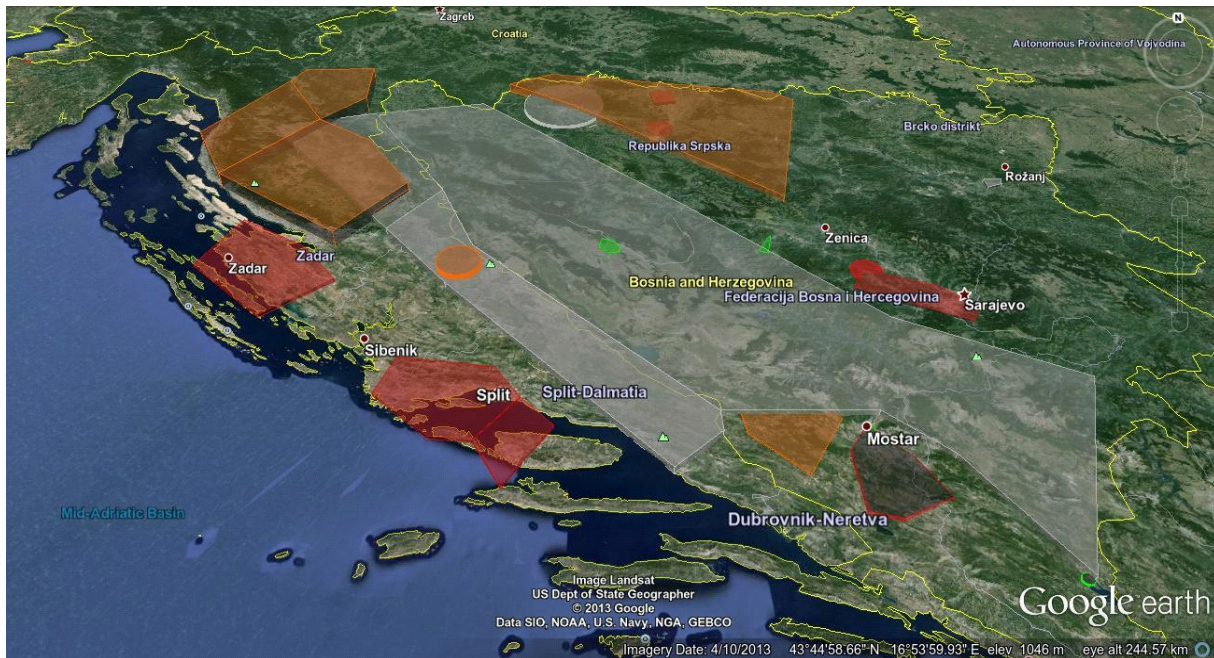 N
Zagreb
Croatia
Autonomous Province of Vojvodina
Brcko distrikt
Republika Srpska
Rožanj
Zenica
Zadar
Zadar
Bosnia and Herzegovina
Federacija Bosna i Hercegovina
Sarajevo
Sibenik
Split
Split-Dalmatia
Mostar
Mid-Adriatic Basin
Dubrovnik-Neretva
Image Landsat
US Dept of State Geographer
© 2013 Google
Data SIO, NOAA, U.S. Navy, NGA, GEBCO
Google earth
Imagery Date: 4/10/2013 43°44'58.66" N 16°53'59.93" E elev 1046 m eye alt 244.57 km